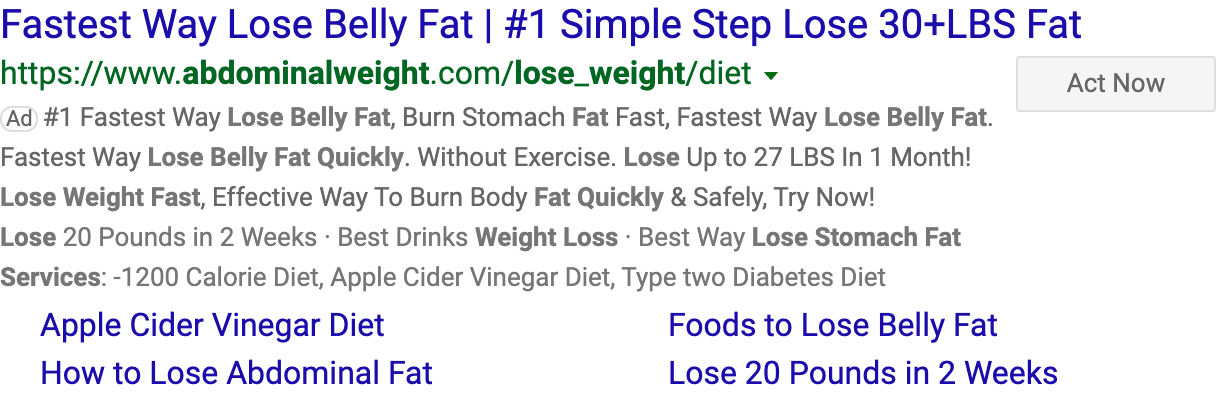 Fastest Way Lose Belly Fat | #1 Simple Step Lose 30+LBS Fat
https://www.abdominalweight.com/lose_weight/diet
Act Now
Ad #1 Fastest Way Lose Belly Fat, Burn Stomach Fat Fast, Fastest Way Lose Belly Fat.
Fastest Way Lose Belly Fat Quickly. Without Exercise. Lose Up to 27 LBS In 1 Month!
Lose Weight Fast, Effective Way To Burn Body Fat Quickly & Safely, Try Now!
Lose 20 Pounds in 2 Weeks · Best Drinks Weight Loss · Best Way Lose Stomach Fat
Services: -1200 Calorie Diet, Apple Cider Vinegar Diet, Type two Diabetes Diet
Apple Cider Vinegar Diet
Foods to Lose Belly Fat
How to Lose Abdominal Fat
Lose 20 Pounds in 2 Weeks